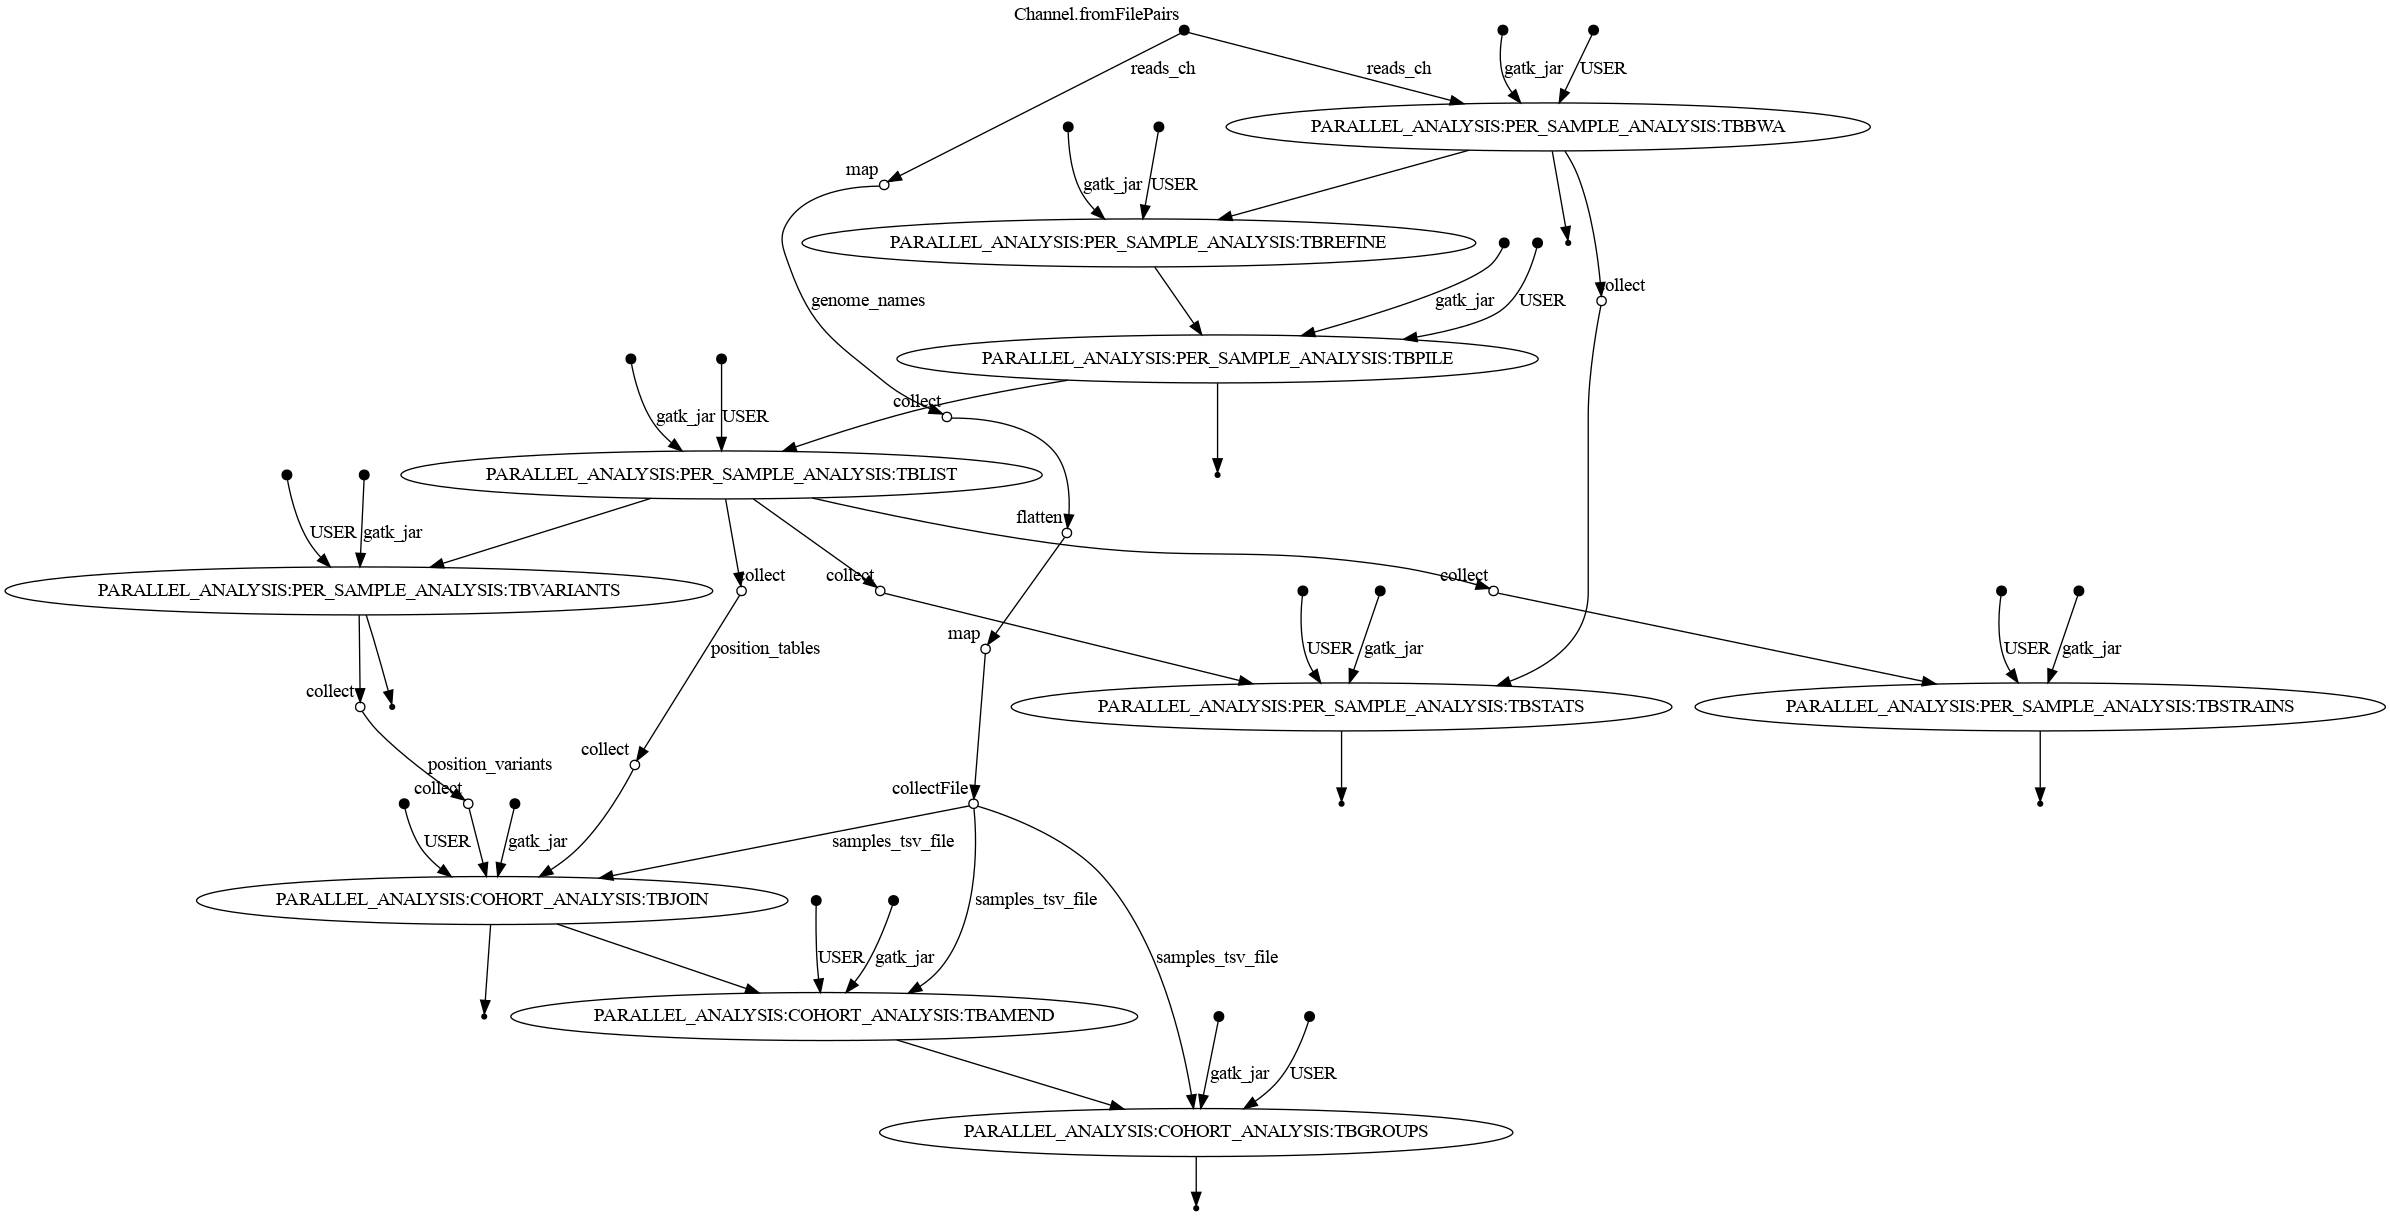 Channel.fromFilePairs
reads_ch
reads_ch
gatk_jar
USER
PARALLEL_ANALYSIS:PER_SAMPLE_ANALYSIS:TBBWA
map
gatk_jar
USER
PARALLEL_ANALYSIS:PER_SAMPLE_ANALYSIS:TBREFINE
collect
genome_names
gatk_jar
USER
PARALLEL_ANALYSIS:PER_SAMPLE_ANALYSIS:TBPILE
collect
gatk_jar
USER
PARALLEL_ANALYSIS:PER_SAMPLE_ANALYSIS:TBLIST
flatten
USER
gatk_jar
PARALLEL_ANALYSIS:PER_SAMPLE_ANALYSIS:TBVARIANTS
collect
collect
collect
map
position_tables
USER
gatk_jar
USER
gatk_jar
collect
PARALLEL_ANALYSIS:PER_SAMPLE_ANALYSIS:TBSTATS
PARALLEL_ANALYSIS:PER_SAMPLE_ANALYSIS:TBSTRAINS
collect
position_variants
collect
collectFile
USER
gatk_jar
samples_tsv_file
PARALLEL_ANALYSIS:COHORT_ANALYSIS:TBJOIN
samples_tsv_file
USER
gatk_jar
samples_tsv_file
PARALLEL_ANALYSIS:COHORT_ANALYSIS:TBAMEND
gatk_jar
USER
PARALLEL_ANALYSIS:COHORT_ANALYSIS:TBGROUPS